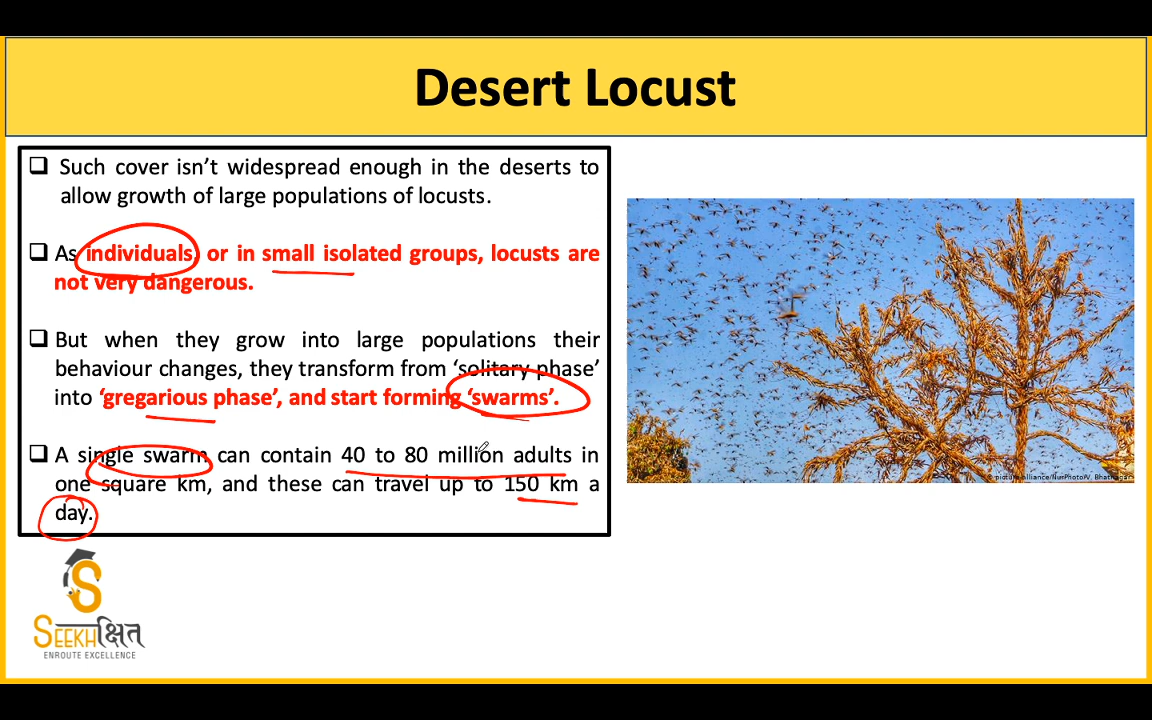 Desert Locust
❑ Such cover isn’t widespread enough in the deserts to
allow growth of large populations of locusts.
❑ As individuals or in small isolated groups, locusts are
not very dangerous.
❑ But when they grow into large populations their
behaviour changes, they transform from ‘solitary phase’
into ‘gregarious phase’, and start forming ‘swarms’.
❑ A single swarm can contain 40 to 80 million adults in
one square km, and these can travel up to 150 km a
day.
© picture-alliance/NurPhoto/V. Bhatnagar
S
SEEKHक्षित
ENROUTE EXCELLENCE